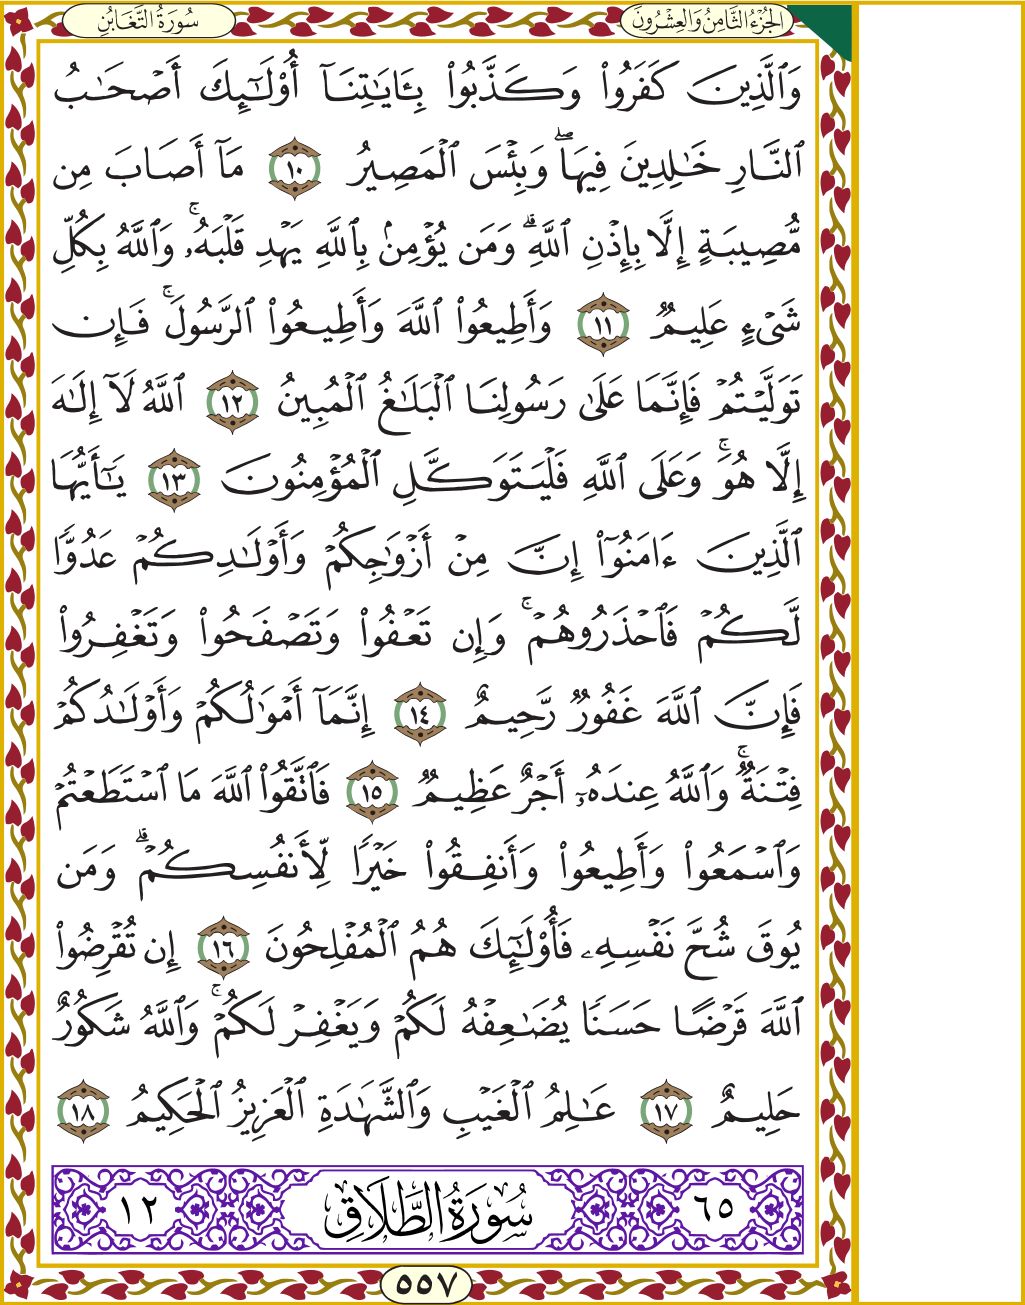 الجُزْءُ الثَّامِنُ وَالعِشْرُونَ
سُورَةُ التَّغَابُنِ
وَٱلَّذِينَ كَفَرُوا۟ وَكَذَّبُوا۟ بِـَٔايَٰتِنَآ أُو۟لَٰٓئِكَ أَصْحَٰبُ
ٱلنَّارِ خَٰلِدِينَ فِيهَا ۖ وَبِئْسَ ٱلْمَصِيرُ ١٠ مَآ أَصَابَ مِن
مُّصِيبَةٍ إِلَّا بِإِذْنِ ٱللَّهِ ۗ وَمَن يُؤْمِنۢ بِٱللَّهِ يَهْدِ قَلْبَهُۥ ۚ وَٱللَّهُ بِكُلِّ
شَىْءٍ عَلِيمٌ ١١ وَأَطِيعُوا۟ ٱللَّهَ وَأَطِيعُوا۟ ٱلرَّسُولَ ۚ فَإِن
تَوَلَّيْتُمْ فَإِنَّمَا عَلَىٰ رَسُولِنَا ٱلْبَلَٰغُ ٱلْمُبِينُ ١٢ ٱللَّهُ لَآ إِلَٰهَ
إِلَّا هُوَ ۚ وَعَلَى ٱللَّهِ فَلْيَتَوَكَّلِ ٱلْمُؤْمِنُونَ ١٣ يَٰٓأَيُّهَا
ٱلَّذِينَ ءَامَنُوٓا۟ إِنَّ مِنْ أَزْوَٰجِكُمْ وَأَوْلَٰدِكُمْ عَدُوًّا
لَّكُمْ فَٱحْذَرُوهُمْ ۚ وَإِن تَعْفُوا۟ وَتَصْفَحُوا۟ وَتَغْفِرُوا۟
فَإِنَّ ٱللَّهَ غَفُورٌ رَّحِيمٌ ١٤ إِنَّمَآ أَمْوَٰلُكُمْ وَأَوْلَٰدُكُمْ
فِتْنَةٌ ۚ وَٱللَّهُ عِندَهُۥٓ أَجْرٌ عَظِيمٌ ١٥ فَٱتَّقُوا۟ ٱللَّهَ مَا ٱسْتَطَعْتُمْ
وَٱسْمَعُوا۟ وَأَطِيعُوا۟ وَأَنفِقُوا۟ خَيْرًا لِّأَنفُسِكُمْ ۗ وَمَن
يُوقَ شُحَّ نَفْسِهِۦ فَأُو۟لَٰٓئِكَ هُمُ ٱلْمُفْلِحُونَ ١٦ إِن تُقْرِضُوا۟
ٱللَّهَ قَرْضًا حَسَنًا يُضَٰعِفْهُ لَكُمْ وَيَغْفِرْ لَكُمْ ۚ وَٱللَّهُ شَكُورٌ
حَلِيمٌ ١٧ عَٰلِمُ ٱلْغَيْبِ وَٱلشَّهَٰدَةِ ٱلْعَزِيزُ ٱلْحَكِيمُ ١٨
٦٥ سُورَةُ الطَّلَاقِ ١٢
٥٥٧